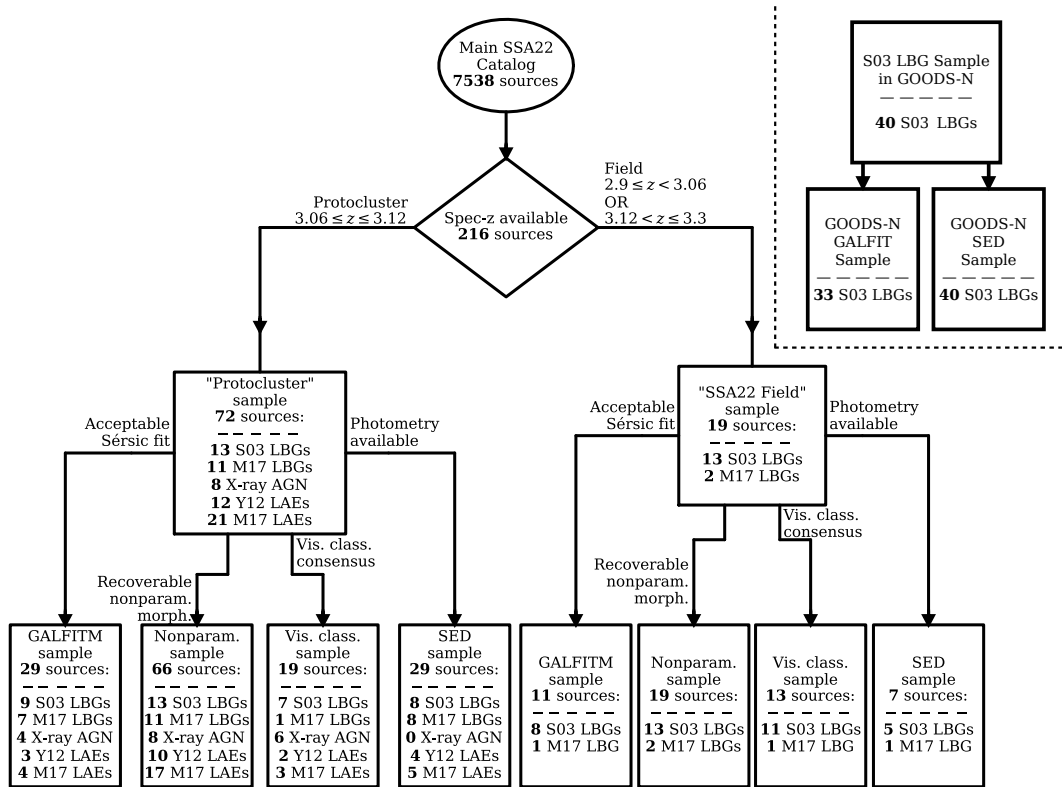 Main SSA22
Catalog
7538 sources
S03 LBG Sample
in GOODS-N
— — — — —
40 S03 LBGs
GOODS-N
GALFIT
Sample
— — — — —
33 S03 LBGs
GOODS-N
SED
Sample
— — — — —
40 S03 LBGs
Spec-z available
216 sources
Protocluster
3.06 ≤ z ≤ 3.12
Field
2.9 ≤ z < 3.06
OR
3.12 < z ≤ 3.3
"Protocluster"
sample
72 sources:
— — — — —
13 S03 LBGs
11 M17 LBGs
8 X-ray AGN
12 Y12 LAEs
21 M17 LAEs
"SSA22 Field"
sample
19 sources:
— — — — —
13 S03 LBGs
2 M17 LBGs
Acceptable
Sérsic fit
Recoverable
nonparam.
morph.
Vis. class.
consensus
Photometry
available
Acceptable
Sérsic fit
Recoverable
nonparam.
morph.
Vis. class.
consensus
Photometry
available
GALFITM
sample
29 sources:
— — — — —
9 S03 LBGs
7 M17 LBGs
4 X-ray AGN
3 Y12 LAEs
4 M17 LAEs
Nonparam.
sample
66 sources:
— — — — —
13 S03 LBGs
11 M17 LBGs
8 X-ray AGN
10 Y12 LAEs
17 M17 LAEs
Vis. class.
sample
19 sources:
— — — — —
7 S03 LBGs
1 M17 LBGs
6 X-ray AGN
2 Y12 LAEs
3 M17 LAEs
SED
sample
29 sources:
— — — — —
8 S03 LBGs
8 M17 LBGs
0 X-ray AGN
4 Y12 LAEs
5 M17 LAEs
GALFITM
sample
11 sources:
— — — — —
8 S03 LBGs
1 M17 LBG
Nonparam.
sample
19 sources:
— — — — —
13 S03 LBGs
2 M17 LBGs
Vis. class.
sample
13 sources:
— — — — —
11 S03 LBGs
1 M17 LBG
SED
sample
7 sources:
— — — — —
5 S03 LBGs
1 M17 LBG